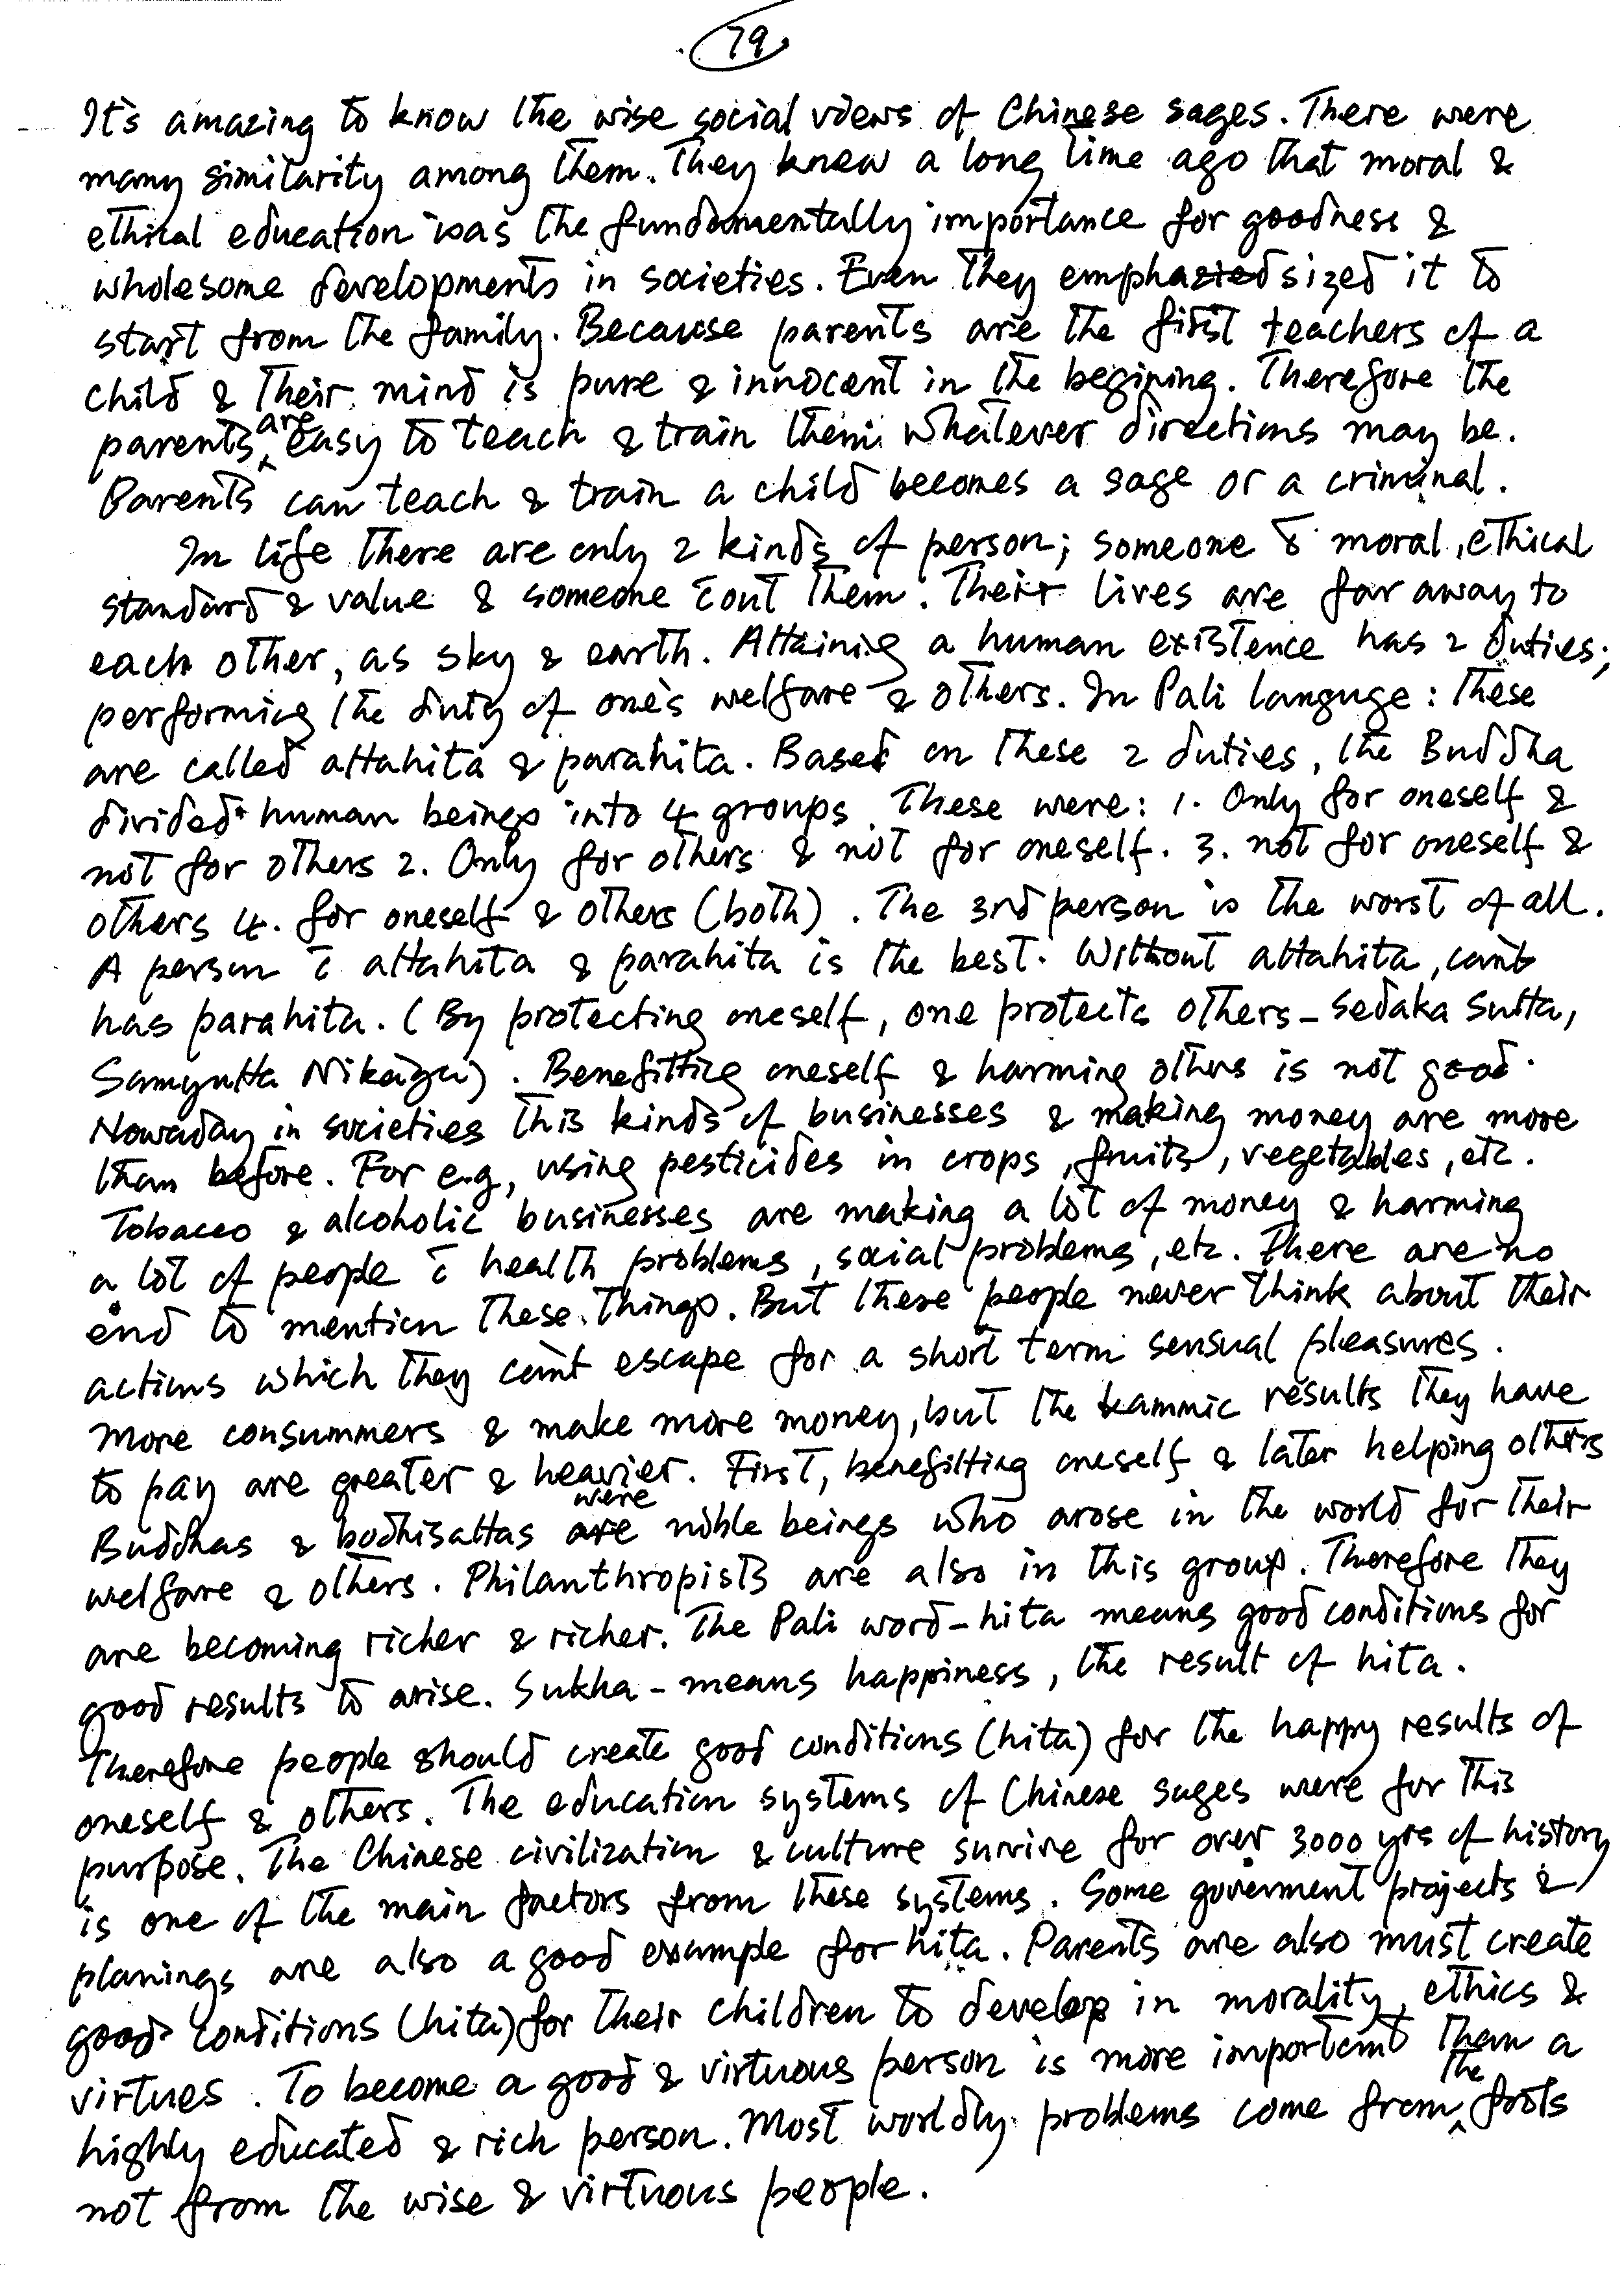 79
It's amazing to know the wise social views of Chinese sages. There were
many similarity among them. They knew a long time ago that moral &
ethical education was the fundamentally importance for goodness &
wholesome developments in societies. Even they emphasized it to
start from the family. Because parents are the first teachers of a
child & their mind is pure & innocent in the begining. Therefore the
parents are easy to teach & train them whatever directions may be.
Parents can teach & train a child becomes a sage or a criminal.
In life there are only 2 kinds of person; someone c̄ moral, ethical
standard & value & someone c̄out them. Their lives are far away to
each other, as sky & earth. Attaining a human existence has 2 duties;
performing the duty of one's welfare & others. In Pali languge: these
are called attahita & parahita. Based on these 2 duties, the Buddha
divided human beings into 4 groups. These were: 1. Only for oneself &
not for others 2. Only for others & not for oneself. 3. not for oneself &
others 4. for oneself & others (both). The 3rd person is the worst of all.
A person c̄ attahita & parahita is the best. Without attahita, can't
has parahita. (By protecting oneself, one protects others - Sedaka Sutta,
Samyutta Nikāya). Benefitting oneself & harming others is not good.
Nowaday in societies this kinds of businesses & making money are more
than before. For e.g, using pesticides in crops, fruits, vegetables, etc.
Tobacco & alcoholic businesses are making a lot of money & harming
a lot of people c̄ health problems, social problems, etc. There are no
end to mention these things. But these people never think about their
actions which they can't escape for a short term sensual pleasures.
More consummers & make more money, but the kammic results they have
to pay are greater & heavier. First, benefitting oneself & later helping others
Buddhas & bodhisattas were noble beings who arose in the world for their
welfare & others. Philanthropists are also in this group. Therefore they
are becoming richer & richer. The Pali word - hita means good conditions for
good results to arise. Sukha - means happiness, the result of hita.
Therefore people should create good conditions (hita) for the happy results of
oneself & others. The education systems of Chinese sages were for this
purpose. The Chinese civilization & culture survive for over 3000 yrs of history
is one of the main factors from these systems. Some goverment projects &
planings are also a good example for hita. Parents are also must create
good conditions (hita) for their children to develop in morality, ethics &
virtues. To become a good & virtuous person is more important than a
highly educated & rich person. Most worldly problems come from the fools
not from the wise & virtuous people.